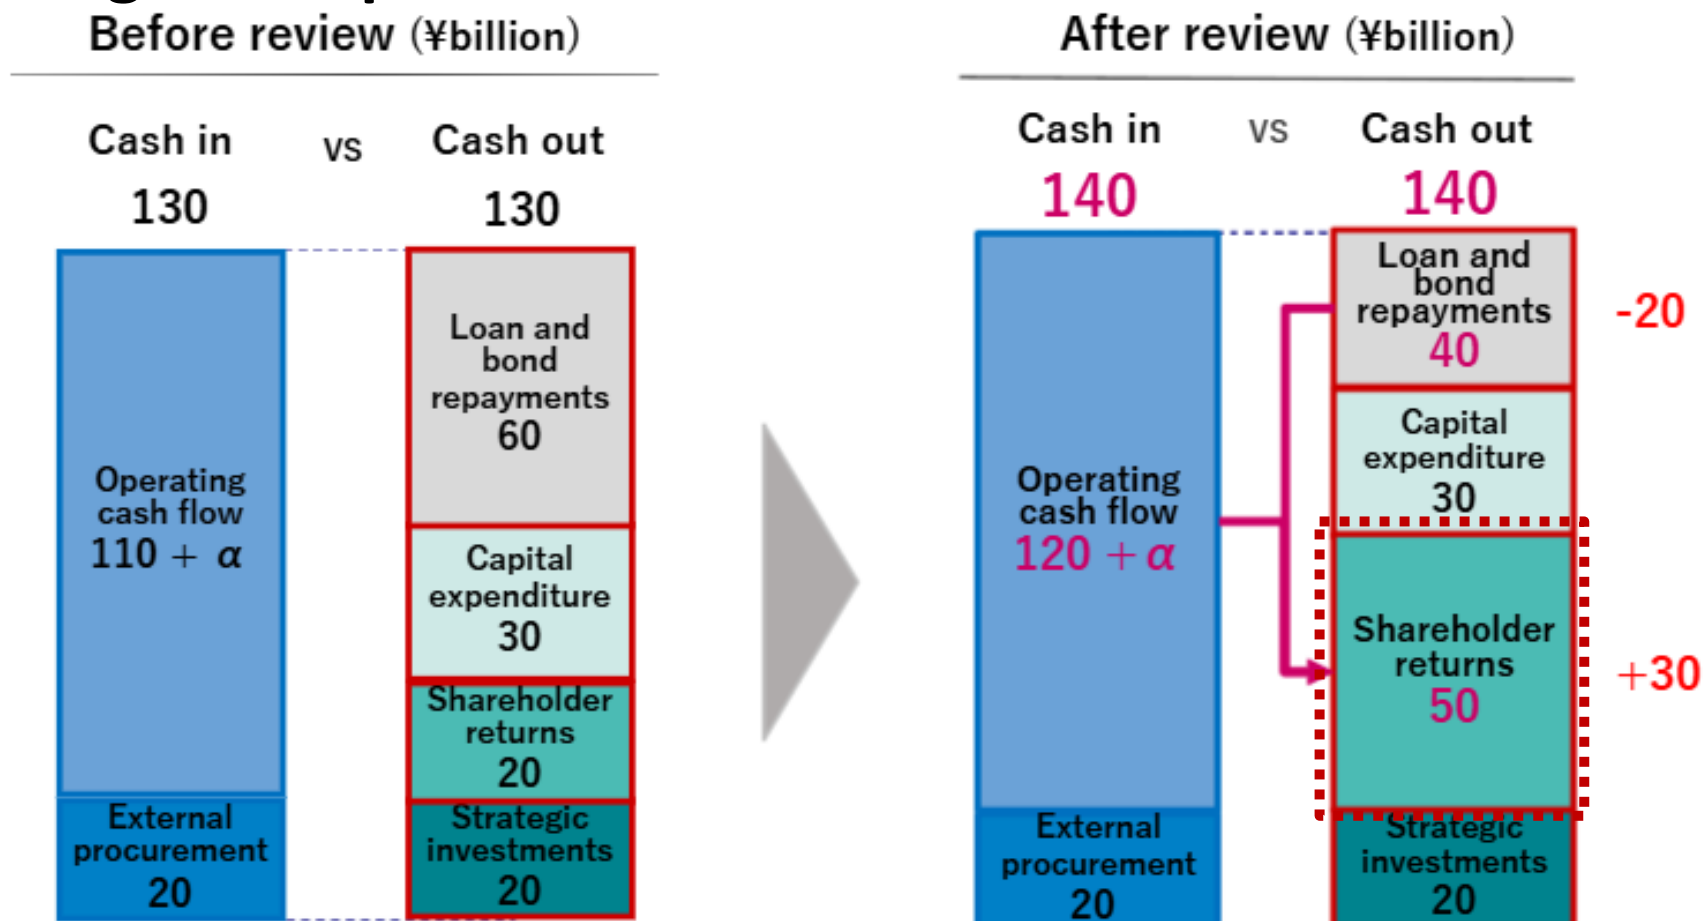 Before review (¥billion)
Cash in vs Cash out
130 130
Operating
cash flow
110 + α
External
procurement
20
Loan and
bond
repayments
60
Capital
expenditure
30
Shareholder
returns
20
Strategic
investments
20
After review (¥billion)
Cash in vs Cash out
140 140
Operating
cash flow
120 + α
External
procurement
20
Loan and
bond
repayments
40
-20
Capital
expenditure
30
Shareholder
returns
50
+30
Strategic
investments
20